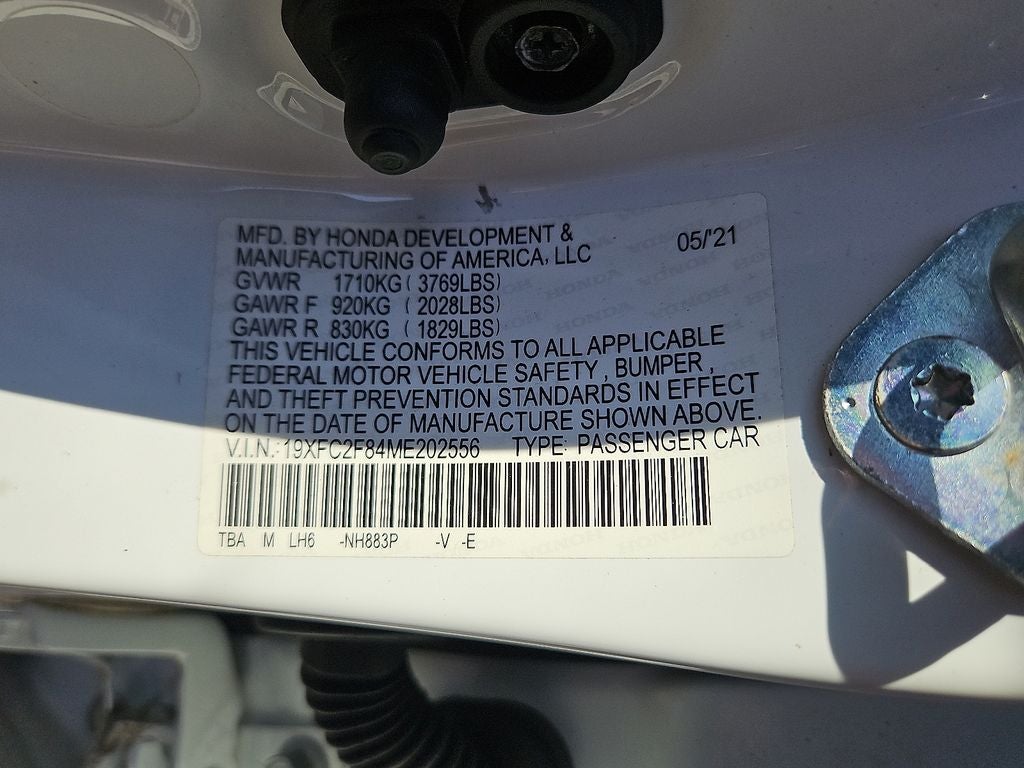 MFD. BY HONDA DEVELOPMENT &
MANUFACTURING OF AMERICA, LLC 05/'21
GVWR 1710KG ( 3769LBS)
GAWR F 920KG ( 2028LBS)
GAWR R 830KG ( 1829LBS)
THIS VEHICLE CONFORMS TO ALL APPLICABLE
FEDERAL MOTOR VEHICLE SAFETY, BUMPER,
AND THEFT PREVENTION STANDARDS IN EFFECT
ON THE DATE OF MANUFACTURE SHOWN ABOVE.
V.I.N.:19XFC2F84ME202556 TYPE: PASSENGER CAR
TBA M LH6 -NH883P -V -E